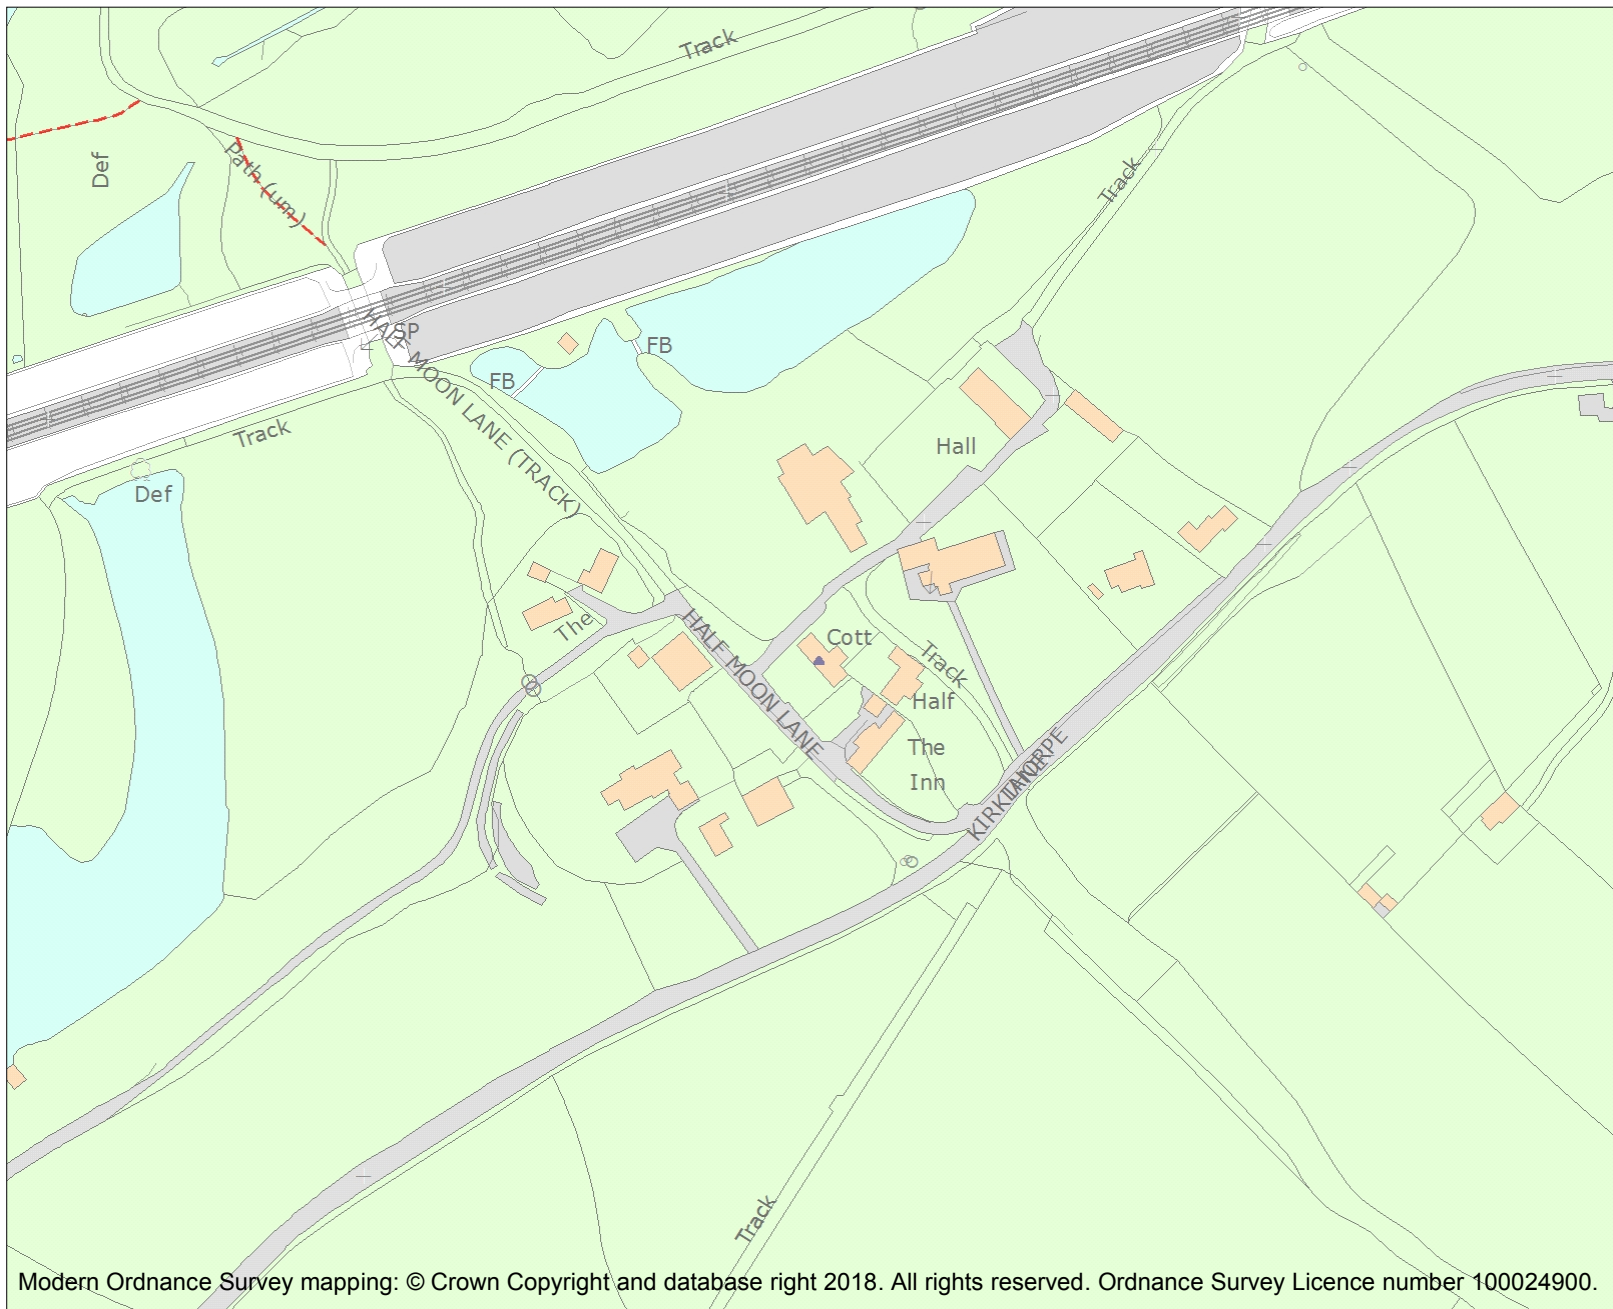 Track
Def
Path (um)
Track
HALF MOON LANE (TRACK)
SP
FB
FB
Track
Def
Hall
The
HALF MOON LANE
Cott
Track
Half
The
Inn
KIRKTHORPE
LANE
Track
Modern Ordnance Survey mapping: © Crown Copyright and database right 2018. All rights reserved. Ordnance Survey Licence number 100024900.